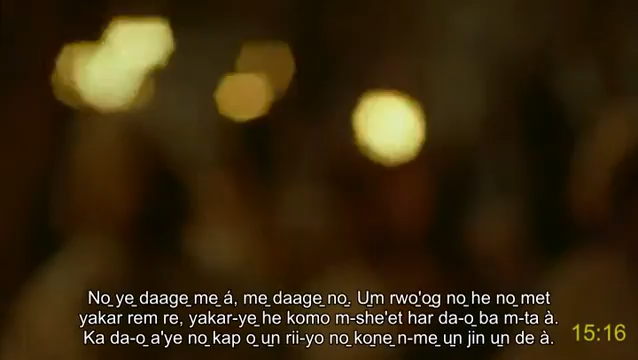 No̱ ye̱ daage̱ me̱ á, me̱ daage̱ no̱. U̱m rwo'o̱g no̱ he no̱ met
yakar rem re, yakar-ye̱ he komo m-she'et har da-o̱ ba m-ta à.
Ka da-o̱ a'ye no̱ kap o̱ u̱n rii-yo no̱ ko̱ne̱ n-me̱ u̱n jin u̱n de à.
15:16